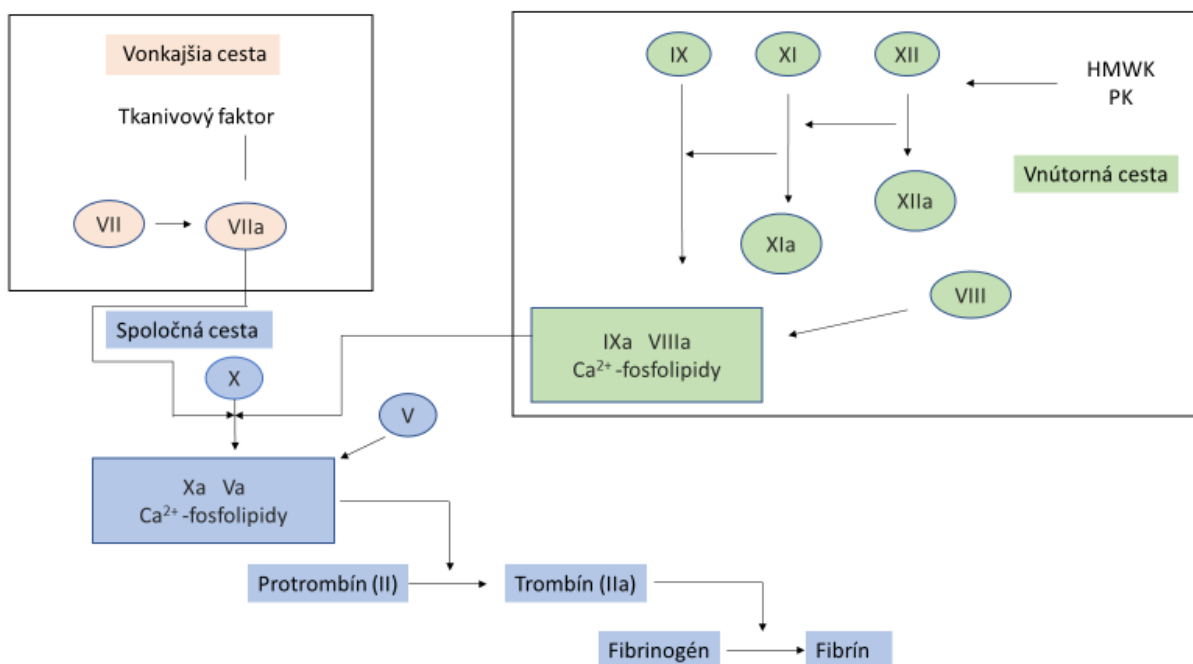 Vonkajšia cesta
Tkanivový faktor
VII
VIIa
IX
XI
XII
HMWK
PK
Vnútorná cesta
XIIa
XIa
VIII
IXa VIIIa
Ca²⁺ -fosfolipidy
Spoločná cesta
X
V
Xa Va
Ca²⁺ -fosfolipidy
Protrombín (II)
Trombín (IIa)
Fibrinogén
Fibrín